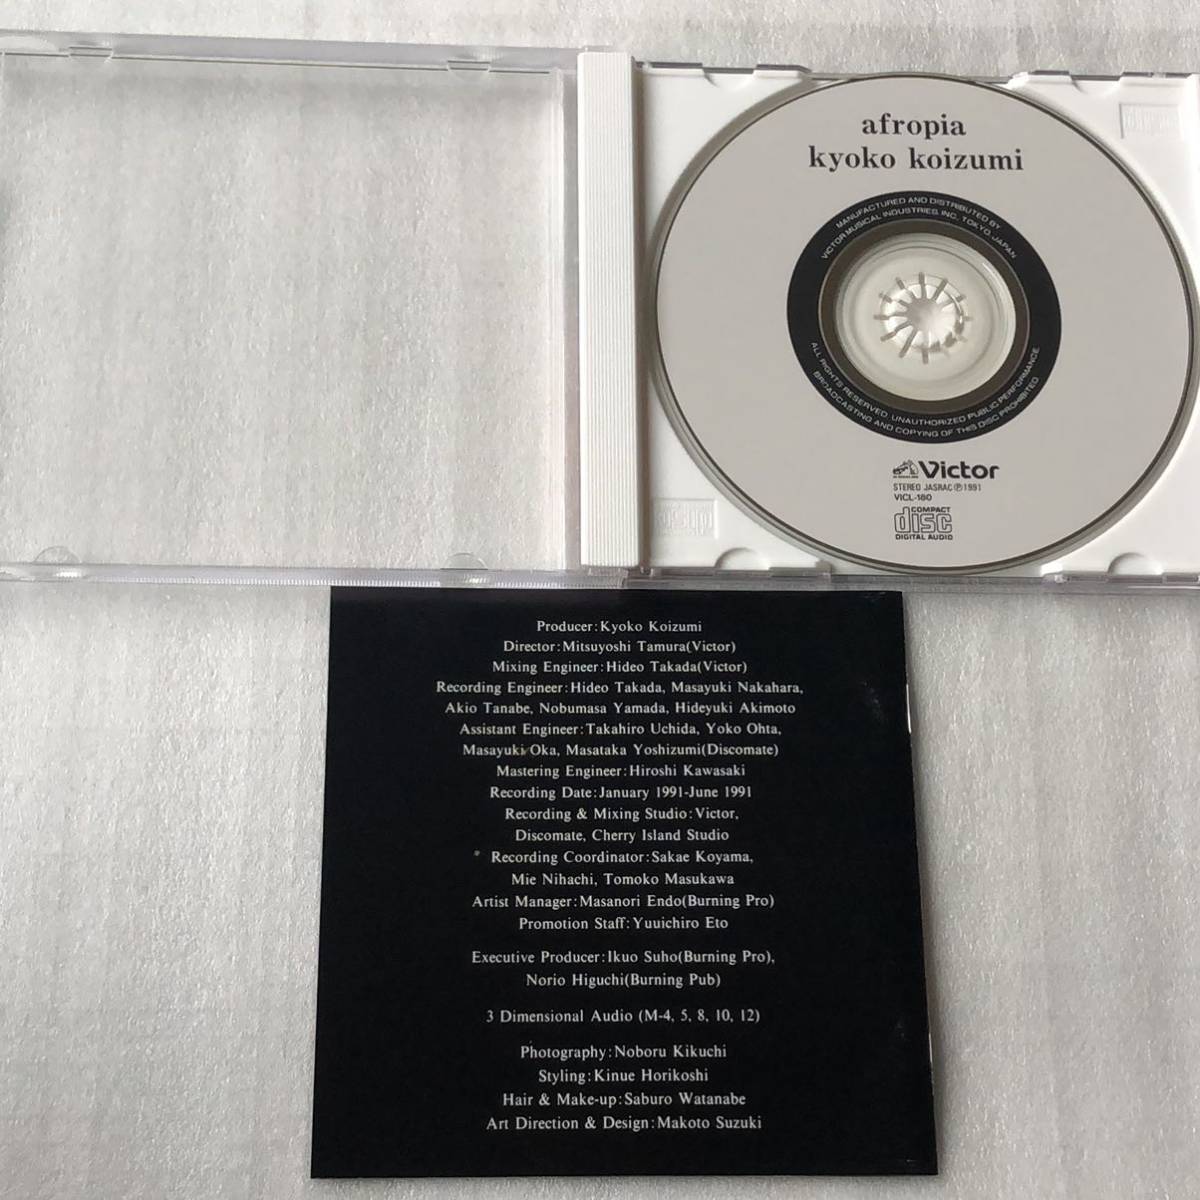 afropia
kyoko koizumi
MANUFACTURED AND DISTRIBUTED BY
VICTOR MUSICAL INDUSTRIES, INC. TOKYO, JAPAN
ALL RIGHTS RESERVED. UNAUTHORIZED PUBLIC PERFORMANCE
BROADCASTING AND COPYING OF THIS DISC PROHIBITED
Victor
STEREO JASRAC Ⓟ1991
VICL-180
COMPACT
disc
DIGITAL AUDIO
Producer:Kyoko Koizumi
Director:Mitsuyoshi Tamura(Victor)
Mixing Engineer:Hideo Takada(Victor)
Recording Engineer:Hideo Takada, Masayuki Nakahara,
Akio Tanabe, Nobumasa Yamada, Hideyuki Akimoto
Assistant Engineer:Takahiro Uchida, Yoko Ohta,
Masayuki Oka, Masataka Yoshizumi(Discomate)
Mastering Engineer:Hiroshi Kawasaki
Recording Date:January 1991-June 1991
Recording & Mixing Studio:Victor,
Discomate, Cherry Island Studio
Recording Coordinator:Sakae Koyama,
Mie Nihachi, Tomoko Masukawa
Artist Manager:Masanori Endo(Burning Pro)
Promotion Staff:Yuuichiro Eto
Executive Producer:Ikuo Suho(Burning Pro),
Norio Higuchi(Burning Pub)
3 Dimensional Audio (M-4, 5, 8, 10, 12)
Photography:Noboru Kikuchi
Styling:Kinue Horikoshi
Hair & Make-up:Saburo Watanabe
Art Direction & Design:Makoto Suzuki